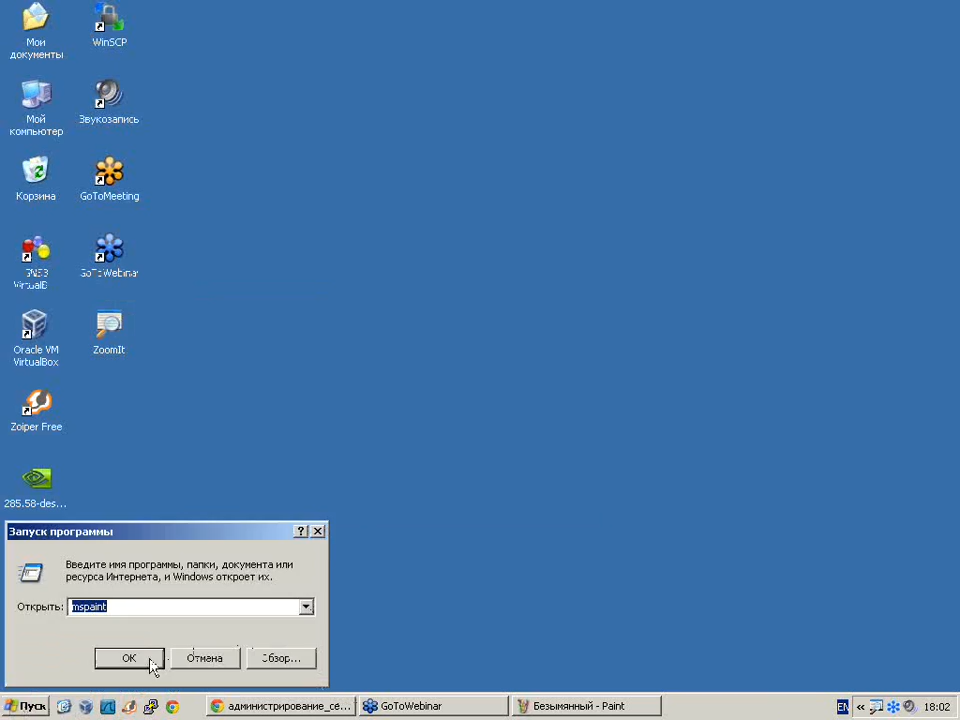 Мои
документы
WinSCP
Мой
компьютер
Звукозапись
Корзина
GoToMeeting
GNS3
VirtualB
GoToWebinar
Oracle VM
VirtualBox
ZoomIt
Zoiper Free
285.58-des...
Запуск программы
Введите имя программы, папки, документа или
ресурса Интернета, и Windows откроет их.
Открыть: mspaint
OK Отмена Обзор...
Пуск администрирование_се... GoToWebinar Безымянный - Paint EN « 18:02